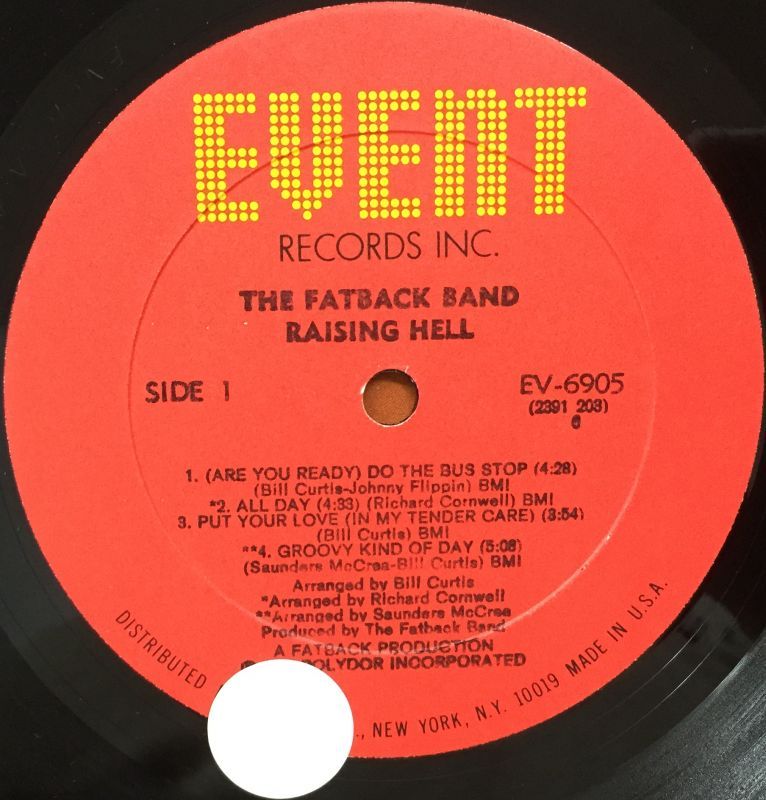 EVENT
RECORDS INC.
THE FATBACK BAND
RAISING HELL
SIDE 1
EV-6905
(2391 203)
6
1. (ARE YOU READY) DO THE BUS STOP (4:28)
(Bill Curtis-Johnny Flippin) BMI
*2. ALL DAY (4:33) (Richard Cornwell) BMI
3. PUT YOUR LOVE (IN MY TENDER CARE) (3:54)
(Bill Curtis) BMI
**4. GROOVY KIND OF DAY (5:08)
(Saunders McCrea-Bill Curtis) BMI
Arranged by Bill Curtis
*Arranged by Richard Cornwell
**Arranged by Saunders McCrea
Produced by The Fatback Band
A FATBACK PRODUCTION
POLYDOR INCORPORATED
DISTRIBUTED ., NEW YORK, N.Y. 10019 MADE IN U.S.A.